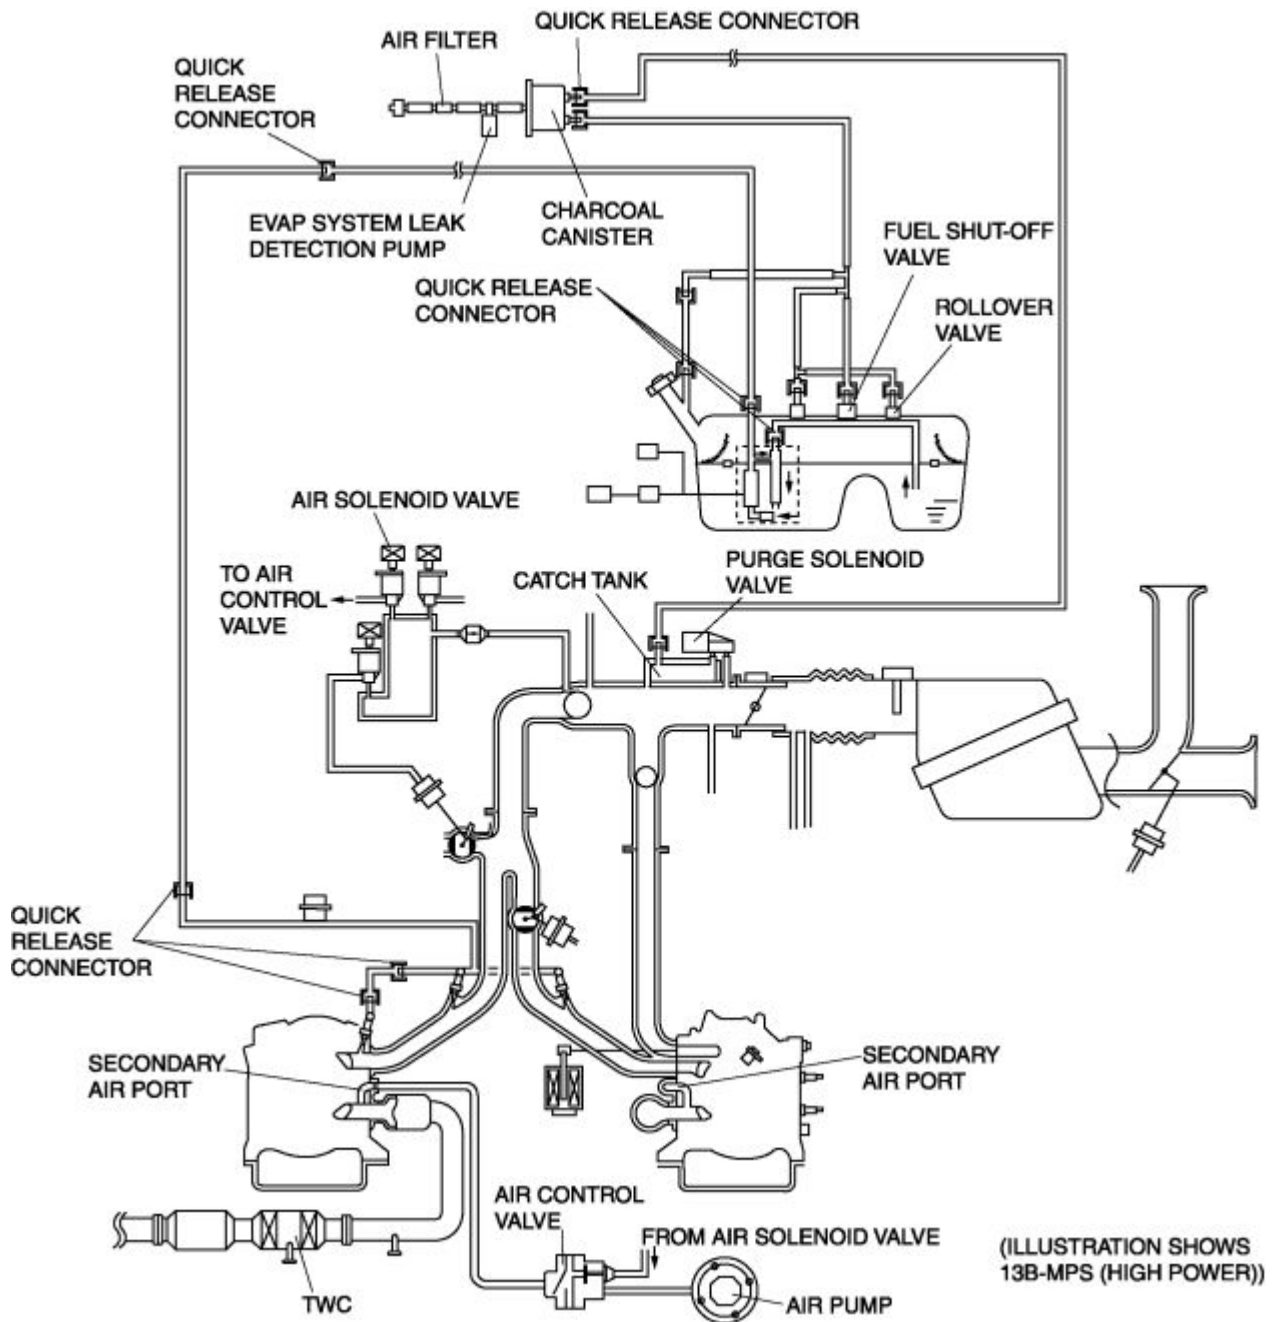 QUICK RELEASE CONNECTOR
AIR FILTER
QUICK
RELEASE
CONNECTOR
EVAP SYSTEM LEAK
DETECTION PUMP
CHARCOAL
CANISTER
FUEL SHUT-OFF
VALVE
QUICK RELEASE
CONNECTOR
ROLLOVER
VALVE
AIR SOLENOID VALVE
TO AIR
CONTROL
VALVE
CATCH TANK
PURGE SOLENOID
VALVE
QUICK
RELEASE
CONNECTOR
SECONDARY
AIR PORT
SECONDARY
AIR PORT
AIR CONTROL
VALVE
FROM AIR SOLENOID VALVE
(ILLUSTRATION SHOWS
13B-MPS (HIGH POWER))
TWC
AIR PUMP